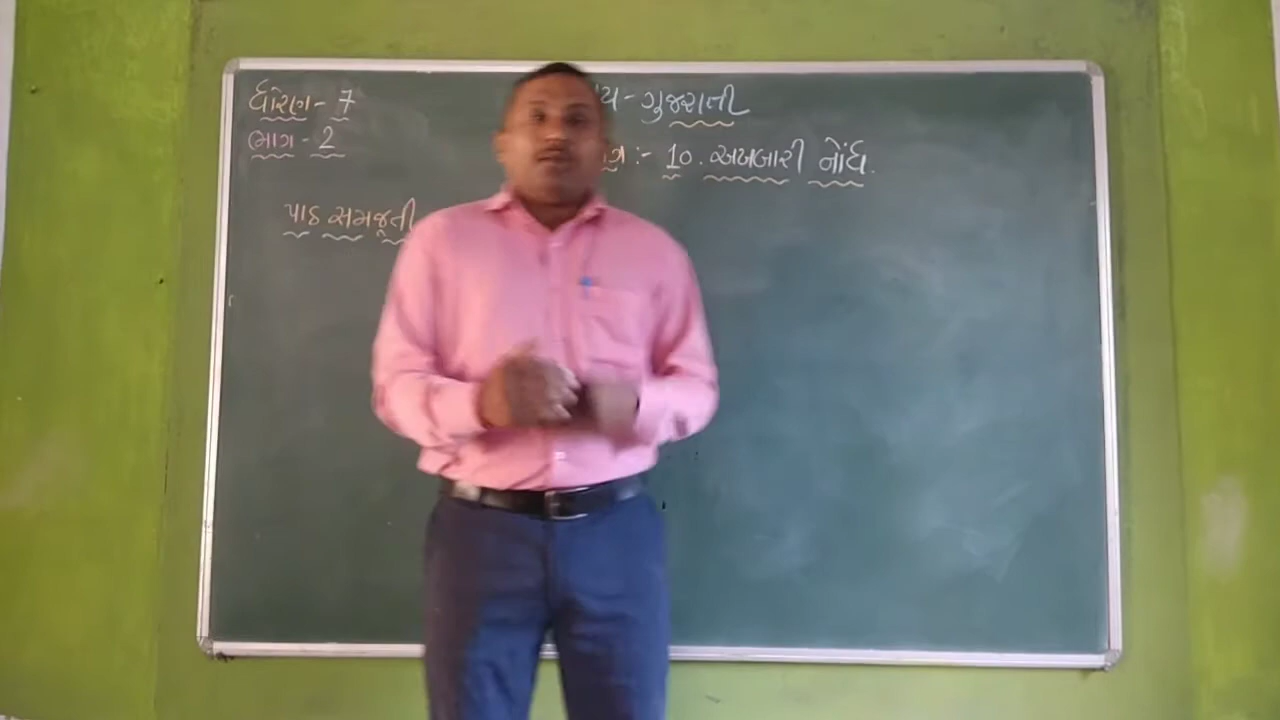 ધોરણ - 7
ગુજરાતી
ભાગ - 2
:- 10. અખબારી નોંધ.
પાઠ સમજૂતી